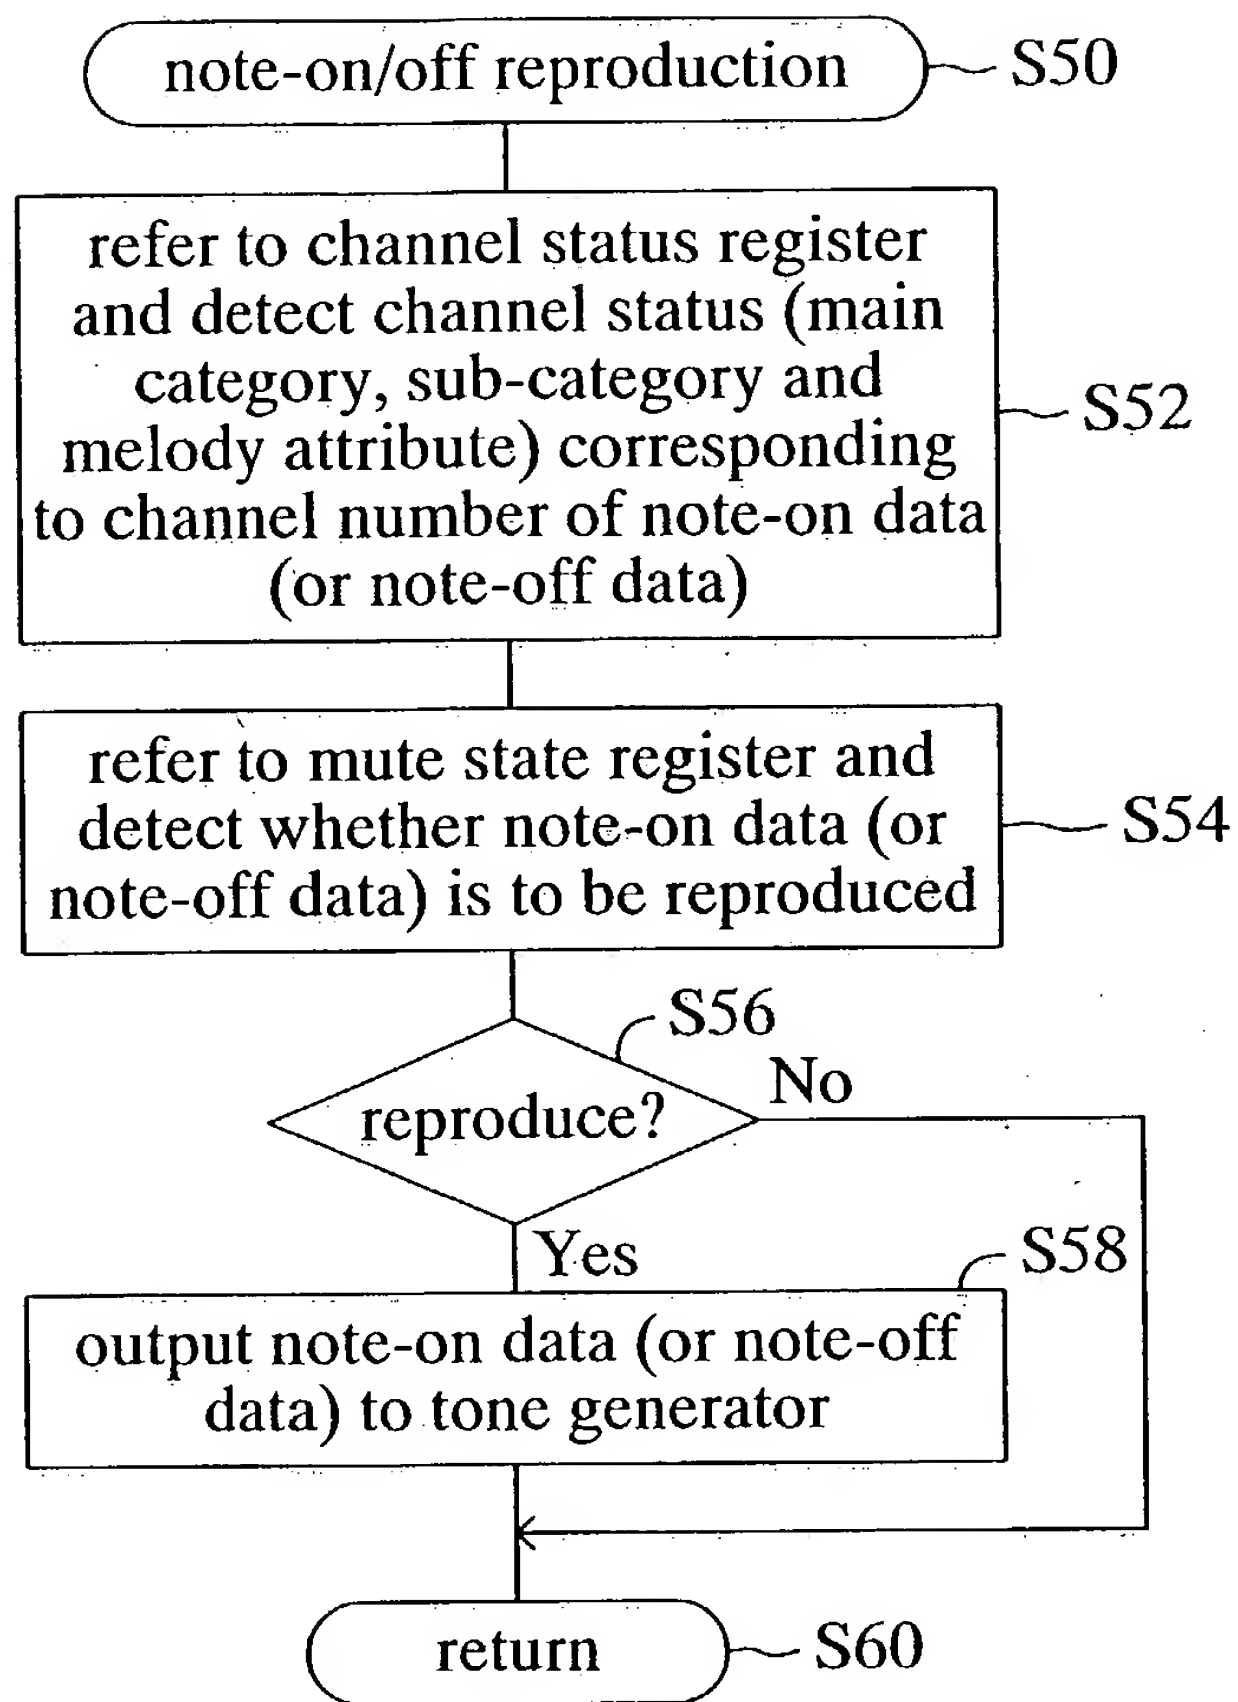 note-on/off reproduction
S50
refer to channel status register
and detect channel status (main
category, sub-category and
melody attribute) corresponding
to channel number of note-on data
(or note-off data)
S52
refer to mute state register and
detect whether note-on data (or
note-off data) is to be reproduced
S54
S56
reproduce?
No
Yes
S58
output note-on data (or note-off
data) to tone generator
return
S60